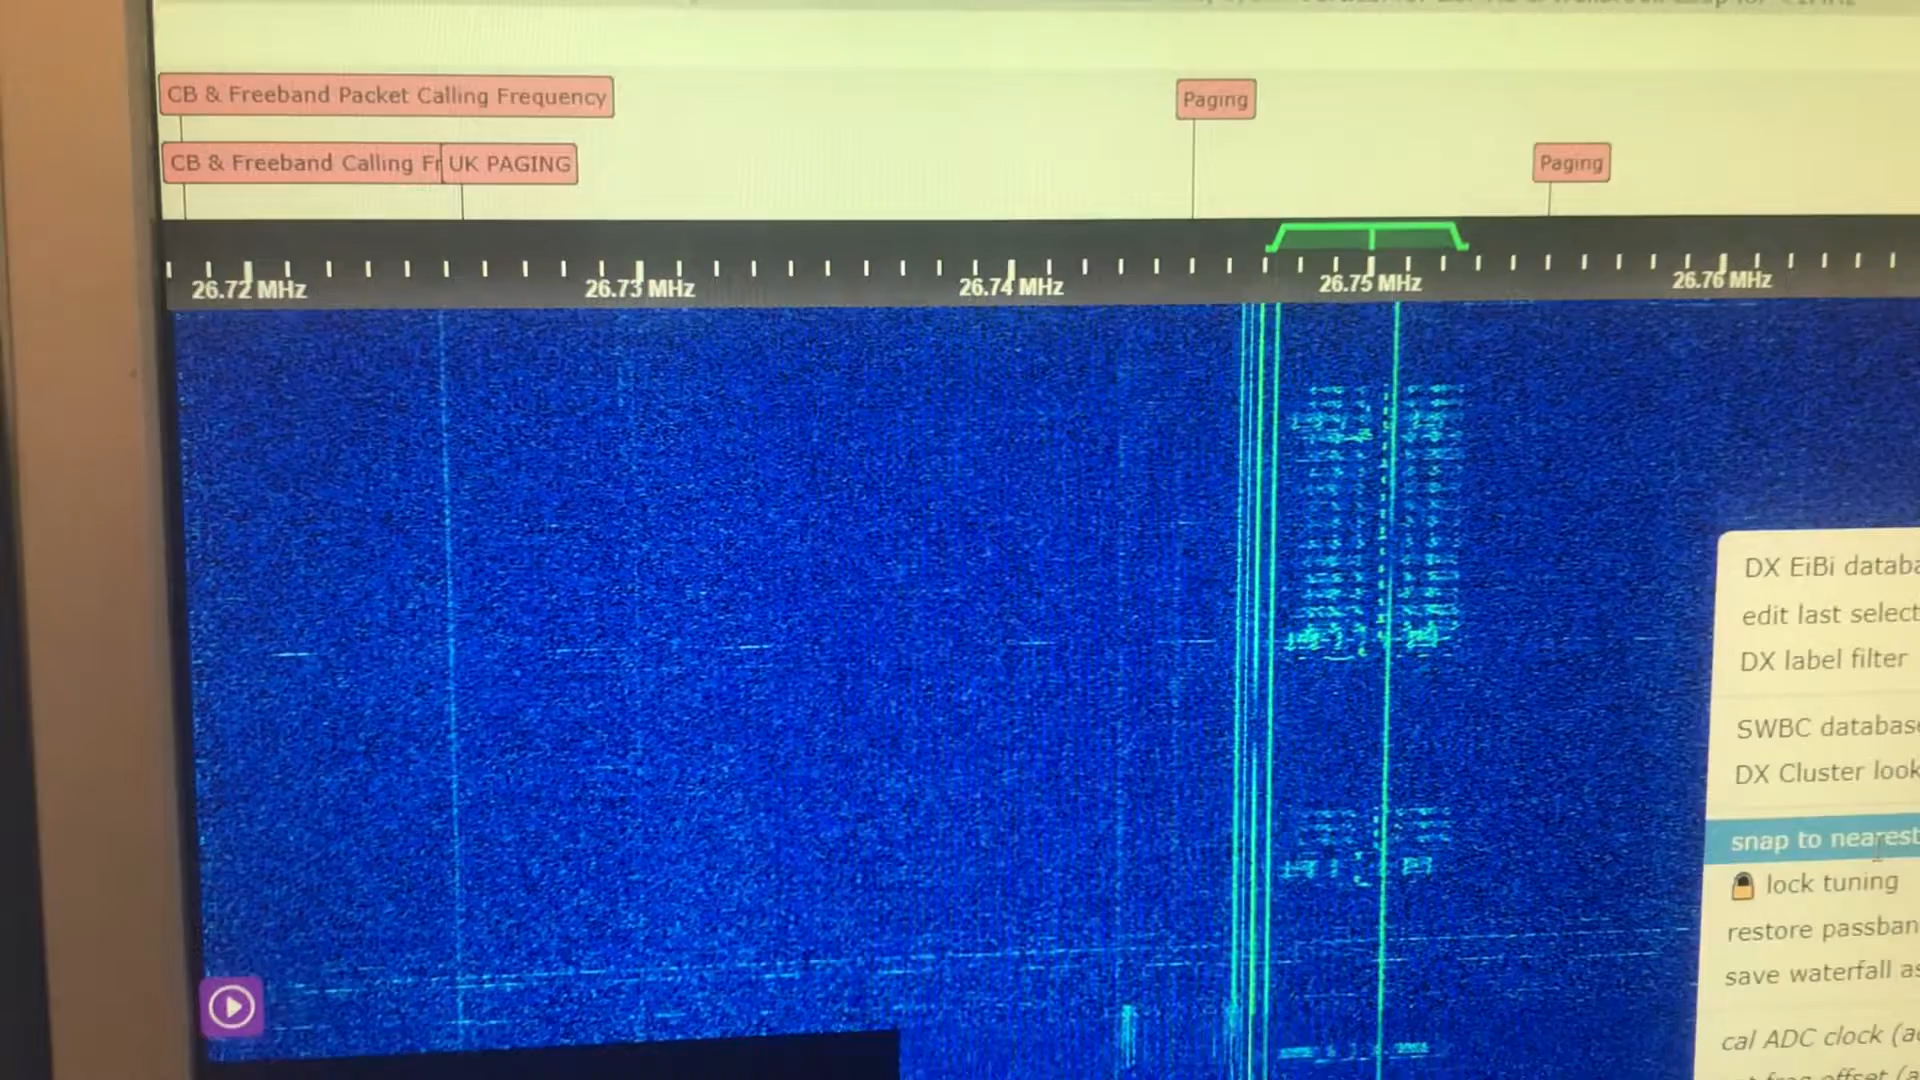 CB & Freeband Packet Calling Frequency
Paging
CB & Freeband Calling Fr
UK PAGING
Paging
26.72 MHz
26.73 MHz
26.74 MHz
26.75 MHz
26.76 MHz
DX EiBi databa
edit last select
DX label filter
SWBC database
DX Cluster look
snap to nearest
lock tuning
restore passban
save waterfall as
cal ADC clock (a